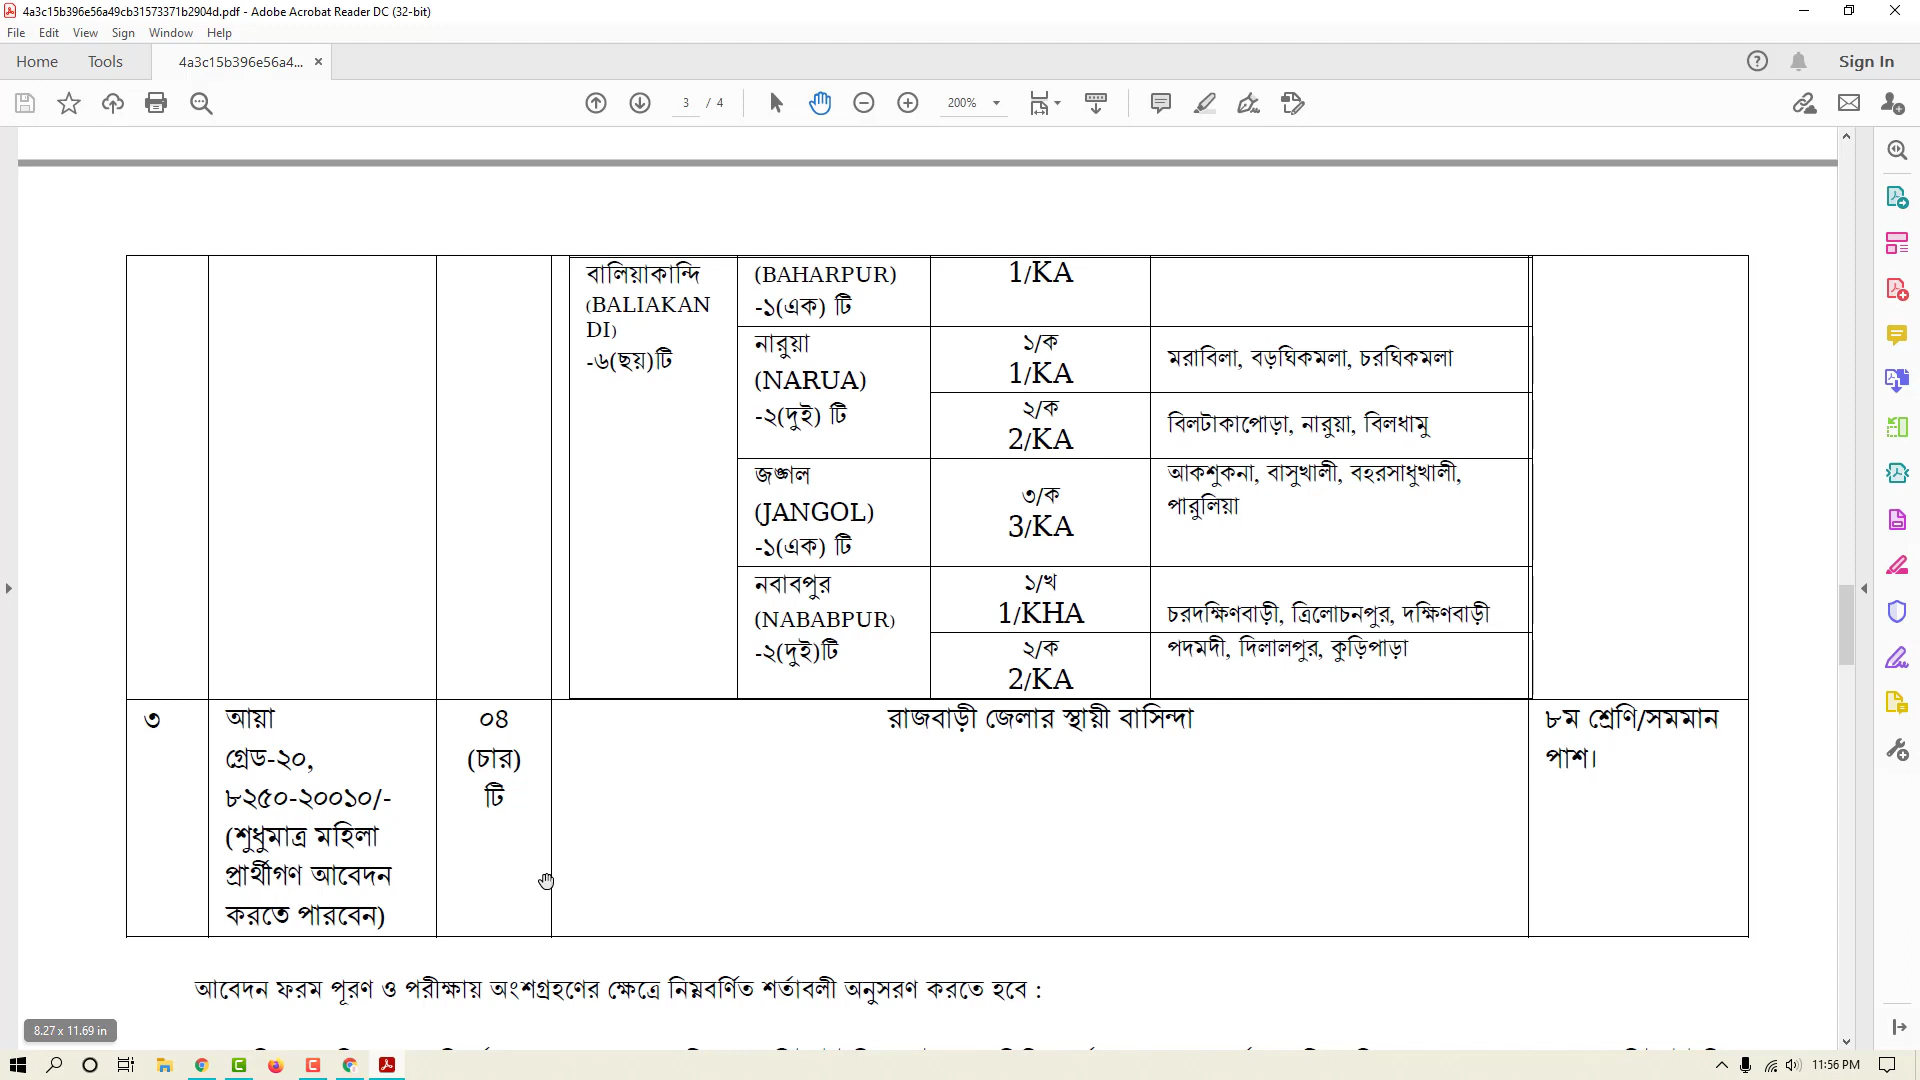 4a3c15b396e56a49cb31573371b2904d.pdf - Adobe Acrobat Reader DC (32-bit)
File Edit View Sign Window Help
Home Tools 4a3c15b396e56a4... × Sign In
3 / 4 200%
বালিয়াকান্দি
(BALIAKAN
DI)
-৬(ছয়)টি
(BAHARPUR)
-১(এক) টি
1/KA
নারুয়া
(NARUA)
-২(দুই) টি
১/ক
1/KA
মরাবিলা, বড়ঘিকমলা, চরঘিকমলা
২/ক
2/KA
বিলটাকাপোড়া, নারুয়া, বিলধামু
জঙ্গল
(JANGOL)
-১(এক) টি
৩/ক
3/KA
আকশুকনা, বাসুখালী, বহরসাধুখালী,
পারুলিয়া
নবাবপুর
(NABABPUR)
-২(দুই)টি
১/খ
1/KHA
চরদক্ষিণবাড়ী, ত্রিলোচনপুর, দক্ষিণবাড়ী
২/ক
2/KA
পদমদী, দিলালপুর, কুড়িপাড়া
৩
আয়া
গ্রেড-২০,
৮২৫০-২০০১০/-
(শুধুমাত্র মহিলা
প্রার্থীগণ আবেদন
করতে পারবেন)
০৪
(চার)
টি
রাজবাড়ী জেলার স্থায়ী বাসিন্দা
৮ম শ্রেণি/সমমান
পাশ।
আবেদন ফরম পূরণ ও পরীক্ষায় অংশগ্রহণের ক্ষেত্রে নিম্নবর্ণিত শর্তাবলী অনুসরণ করতে হবে :
8.27 x 11.69 in
11:56 PM